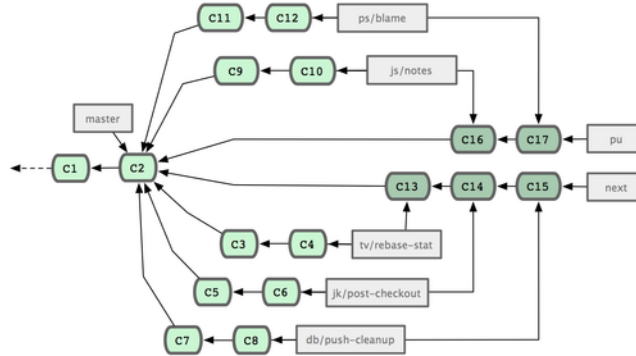 C11 C12 ps/blame
C9 C10 js/notes
master
C16 C17 pu
C1 C2
C13 C14 C15 next
C3 C4 tv/rebase-stat
C5 C6 jk/post-checkout
C7 C8 db/push-cleanup